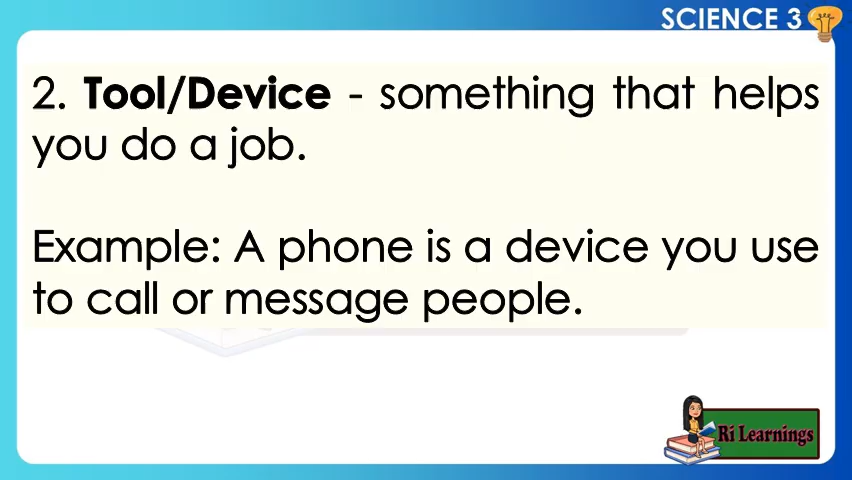 SCIENCE 3
2. Tool/Device - something that helps
you do a job.
Example: A phone is a device you use
to call or message people.
Ri Learnings